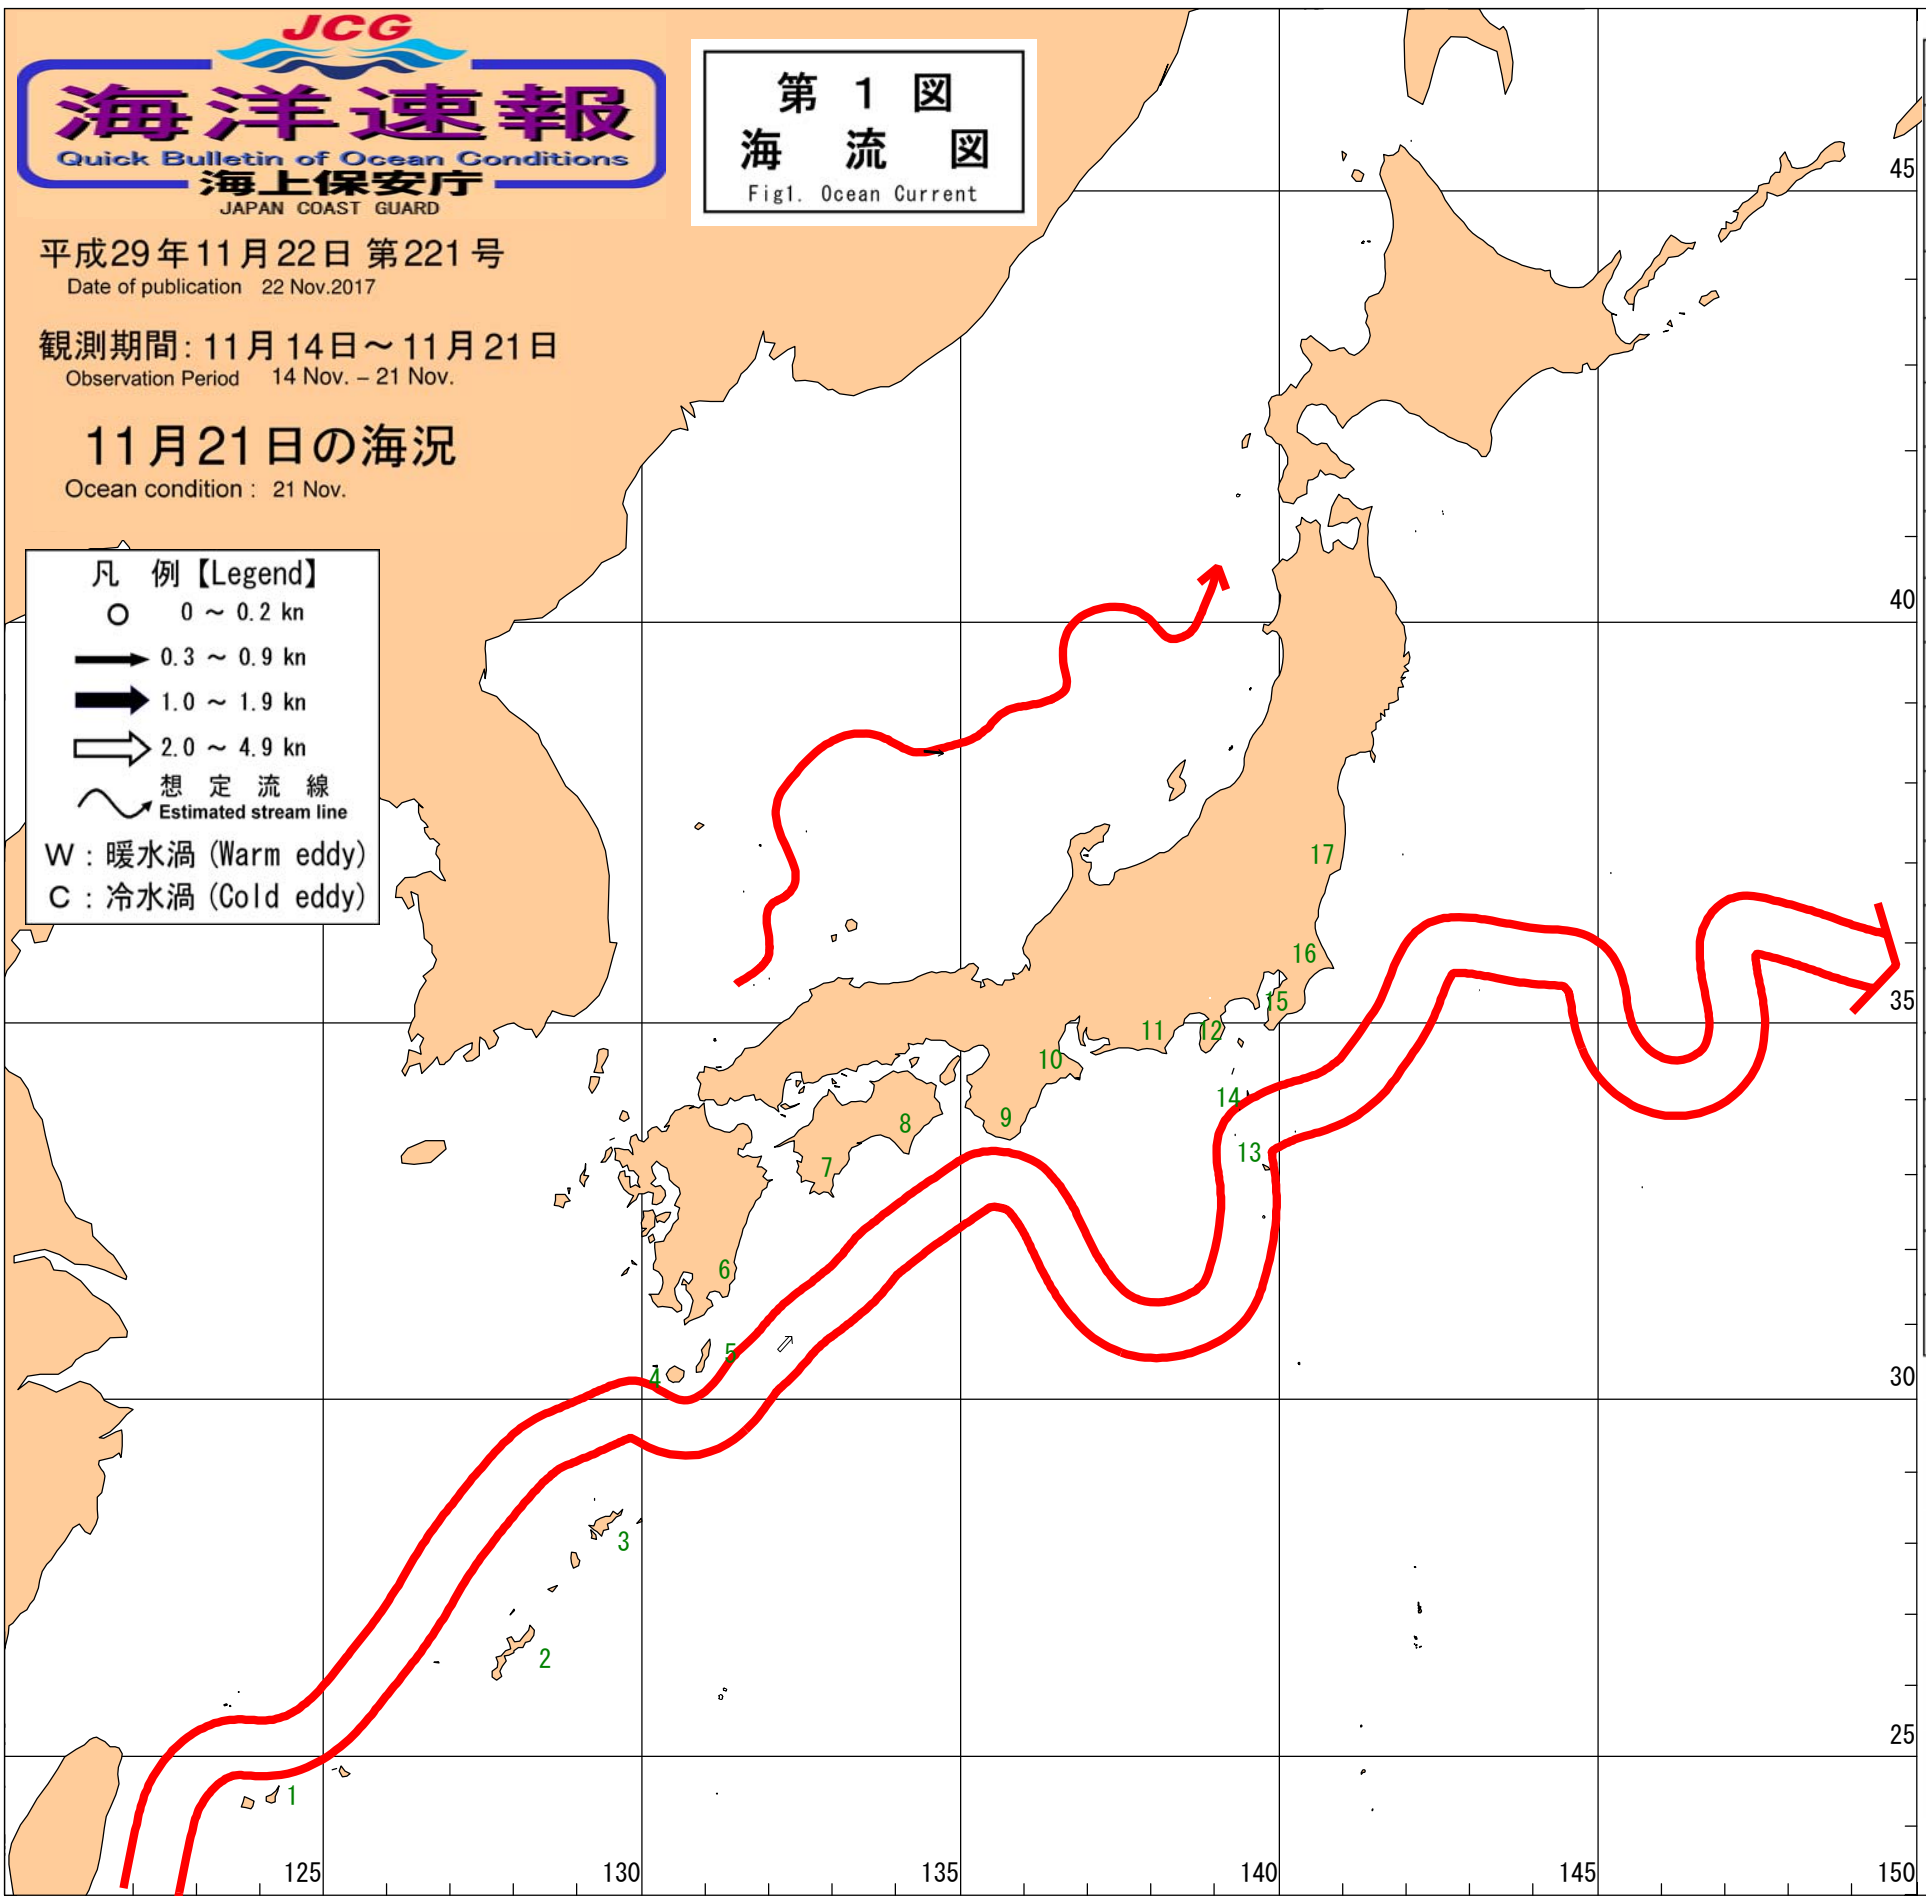 JCG
海洋速報
Quick Bulletin of Ocean Conditions
海上保安庁
JAPAN COAST GUARD
第 1 図
海 流 図
Fig1. Ocean Current
平成29年11月22日 第221号
Date of publication 22 Nov.2017
観測期間: 11月14日～11月21日
Observation Period 14 Nov. – 21 Nov.
11月21日の海況
Ocean condition : 21 Nov.
凡 例【Legend】
0 ～ 0.2 kn
0.3 ～ 0.9 kn
1.0 ～ 1.9 kn
2.0 ～ 4.9 kn
想 定 流 線
Estimated stream line
W : 暖水渦 (Warm eddy)
C : 冷水渦 (Cold eddy)
45
40
35
30
25
125
130
135
140
145
150
1
2
3
4
5
6
7
8
9
10
11
12
13
14
15
16
17